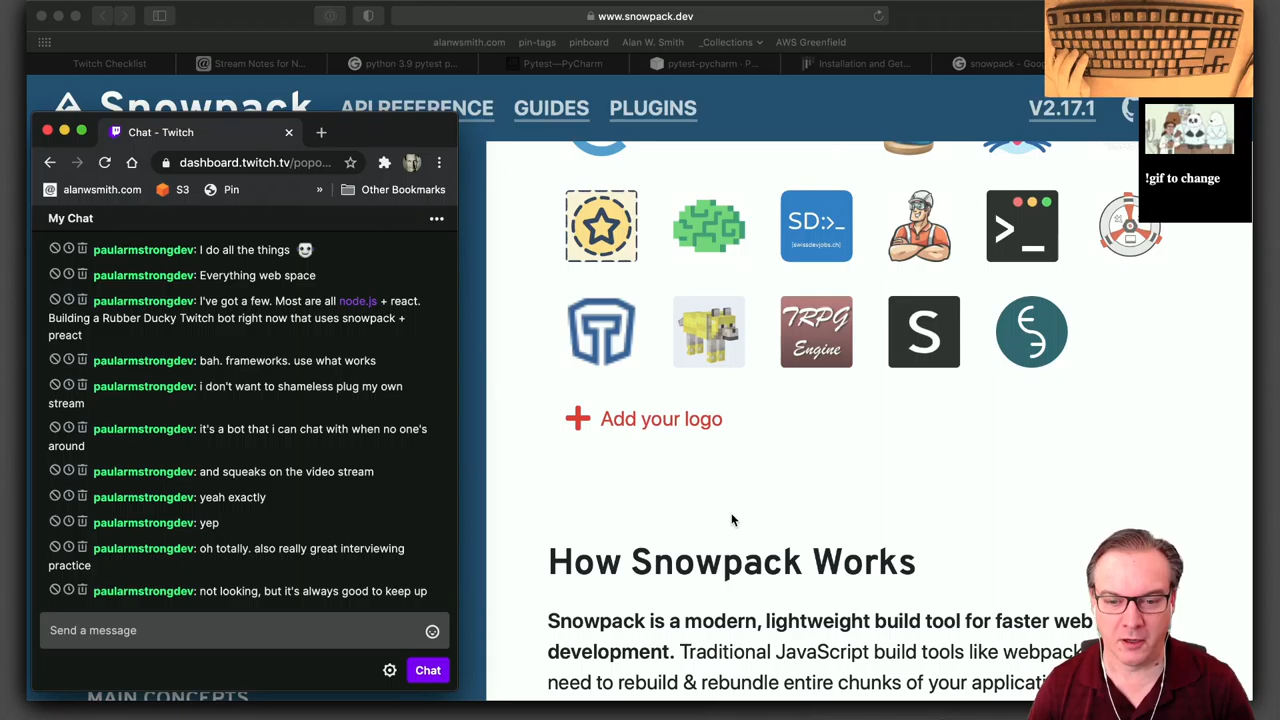 www.snowpack.dev
alanwsmith.com pin-tags pinboard Alan W. Smith _Collections AWS Greenfield
Twitch Checklist Stream Notes for N... python 3.9 pytest p... Pytest—PyCharm pytest-pycharm · P... Installation and Get... snowpack - Goo
Snowpack API REFERENCE GUIDES PLUGINS V2.17.1
Chat - Twitch
dashboard.twitch.tv/popo...
alanwsmith.com S3 Pin » Other Bookmarks
My Chat
paularmstrongdev: I do all the things
paularmstrongdev: Everything web space
paularmstrongdev: I've got a few. Most are all node.js + react.
Building a Rubber Ducky Twitch bot right now that uses snowpack +
preact
paularmstrongdev: bah. frameworks. use what works
paularmstrongdev: i don't want to shameless plug my own
stream
paularmstrongdev: it's a bot that i can chat with when no one's
around
paularmstrongdev: and squeaks on the video stream
paularmstrongdev: yeah exactly
paularmstrongdev: yep
paularmstrongdev: oh totally. also really great interviewing
practice
paularmstrongdev: not looking, but it's always good to keep up
Send a message
Chat
MAIN CONCEPTS
!gif to change
SD:>_
[swissdevjobs.ch]
>_
T
TRPG
Engine
S
Add your logo
How Snowpack Works
Snowpack is a modern, lightweight build tool for faster web
development. Traditional JavaScript build tools like webpack
need to rebuild & rebundle entire chunks of your applicati